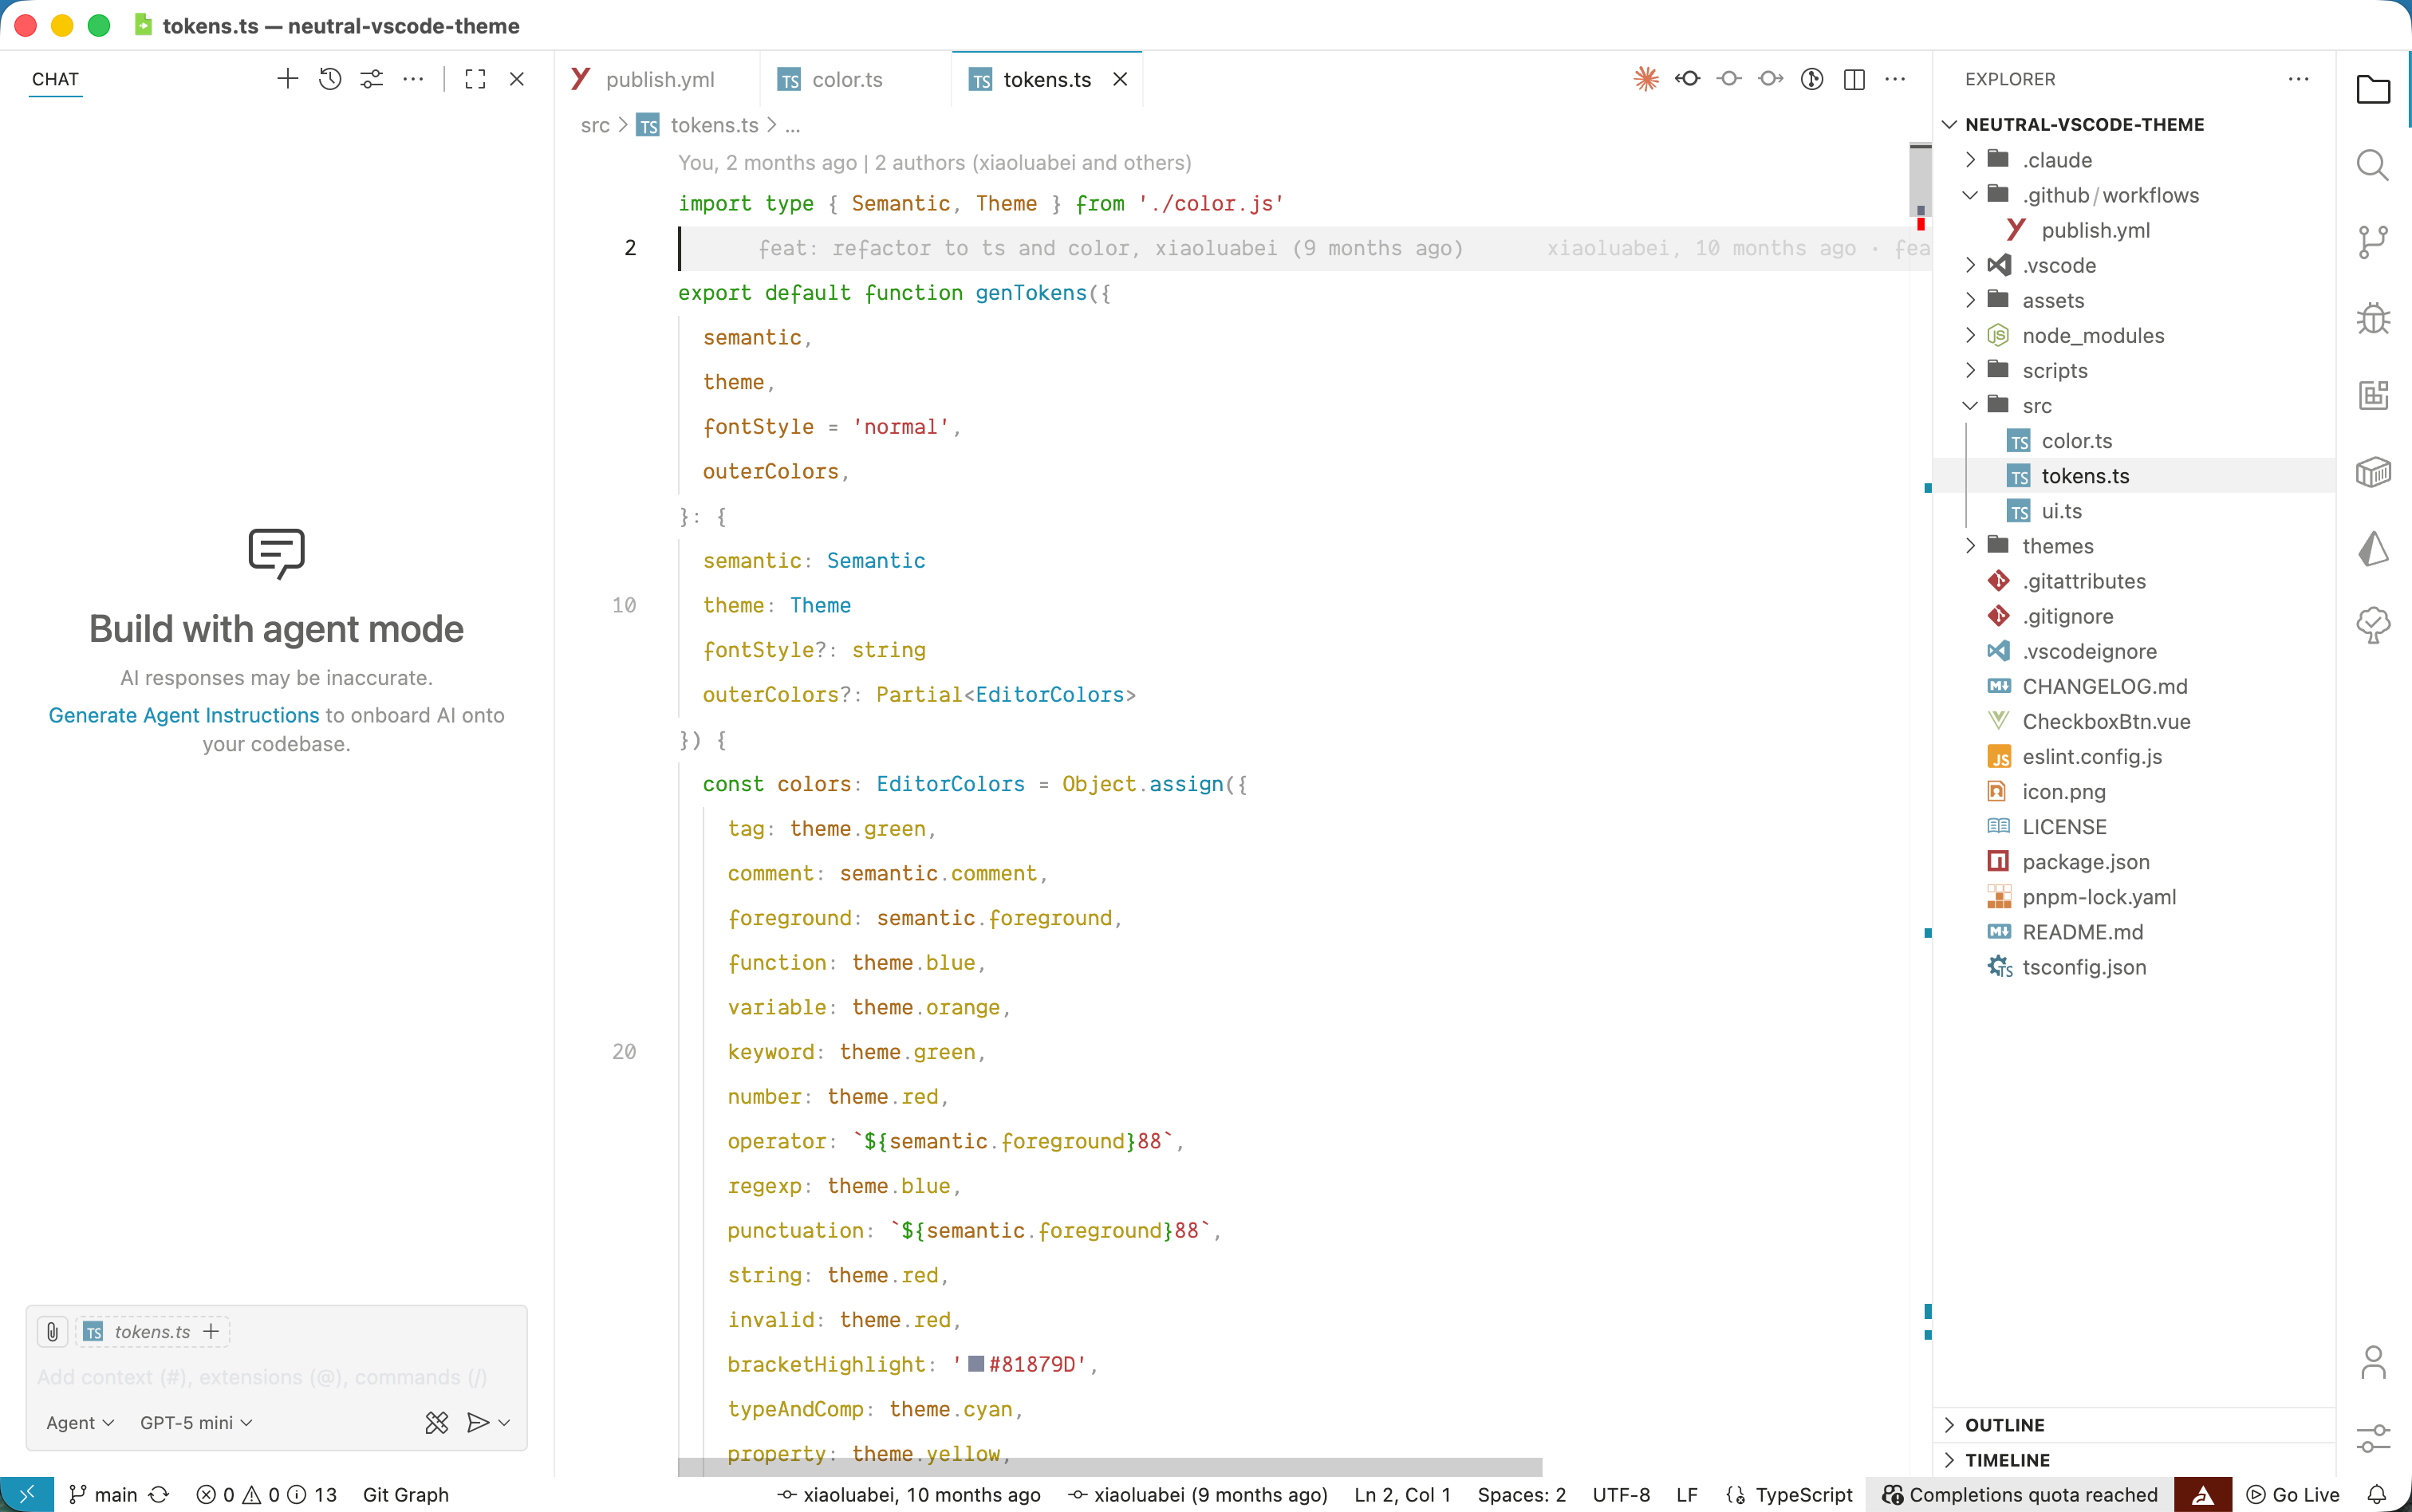 tokens.ts — neutral-vscode-theme
CHAT
Build with agent mode
AI responses may be inaccurate.
Generate Agent Instructions to onboard AI onto
your codebase.
TS tokens.ts
Add context (#), extensions (@), commands (/)
Agent GPT-5 mini
publish.yml
TS color.ts
TS tokens.ts
src > TS tokens.ts > ...
You, 2 months ago | 2 authors (xiaoluabei and others)
import type { Semantic, Theme } from './color.js'
2 feat: refactor to ts and color, xiaoluabei (9 months ago) xiaoluabei, 10 months ago · fea
export default function genTokens({
semantic,
theme,
fontStyle = 'normal',
outerColors,
}: {
semantic: Semantic
10 theme: Theme
fontStyle?: string
outerColors?: Partial<EditorColors>
}) {
const colors: EditorColors = Object.assign({
tag: theme.green,
comment: semantic.comment,
foreground: semantic.foreground,
function: theme.blue,
variable: theme.orange,
20 keyword: theme.green,
number: theme.red,
operator: `${semantic.foreground}88`,
regexp: theme.blue,
punctuation: `${semantic.foreground}88`,
string: theme.red,
invalid: theme.red,
bracketHighlight: '#81879D',
typeAndComp: theme.cyan,
property: theme.yellow,
EXPLORER
NEUTRAL-VSCODE-THEME
.claude
.github/workflows
publish.yml
.vscode
assets
JS node_modules
scripts
src
TS color.ts
TS tokens.ts
TS ui.ts
themes
.gitattributes
.gitignore
.vscodeignore
CHANGELOG.md
CheckboxBtn.vue
JS eslint.config.js
icon.png
LICENSE
package.json
pnpm-lock.yaml
README.md
TS tsconfig.json
OUTLINE
TIMELINE
main 0 0 13 Git Graph xiaoluabei, 10 months ago xiaoluabei (9 months ago) Ln 2, Col 1 Spaces: 2 UTF-8 LF TypeScript Completions quota reached Go Live